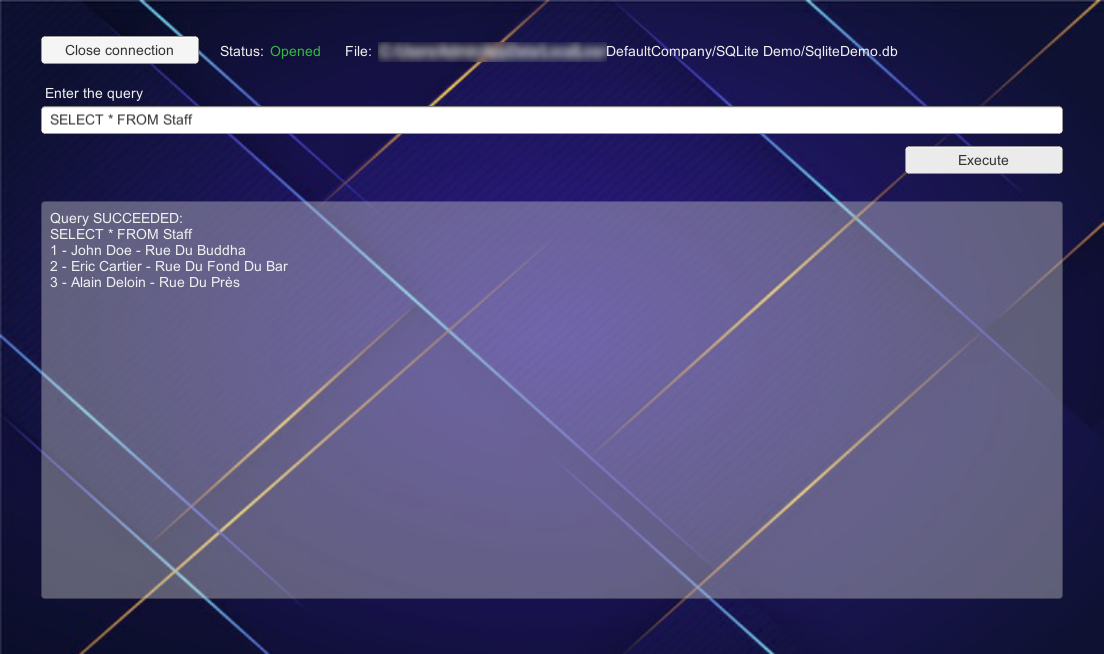 Close connection
Status: Opened
File: DefaultCompany/SQLite Demo/SqliteDemo.db
Enter the query
SELECT * FROM Staff
Execute
Query SUCCEEDED:
SELECT * FROM Staff
1 - John Doe - Rue Du Buddha
2 - Eric Cartier - Rue Du Fond Du Bar
3 - Alain Deloin - Rue Du Près